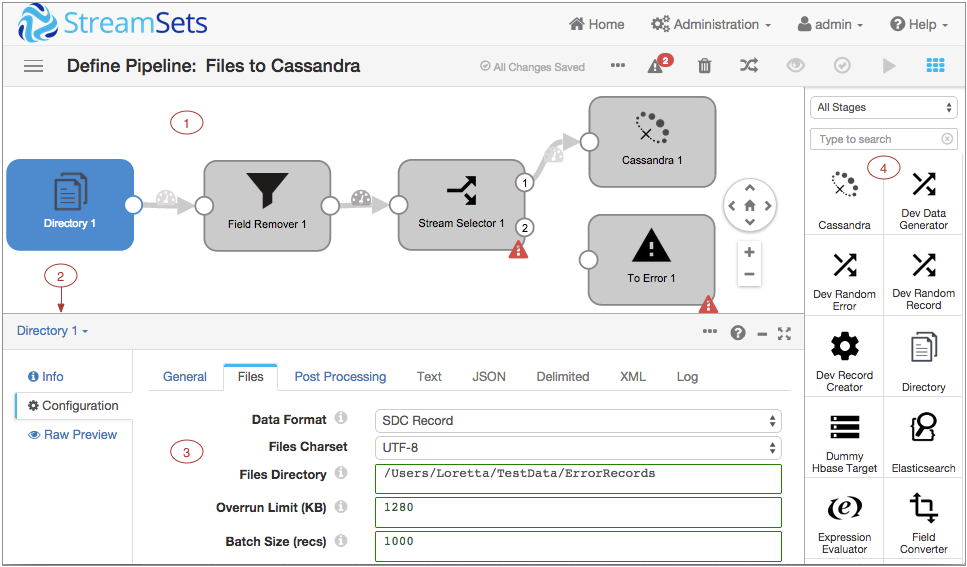 StreamSets
Home
Administration
admin
Help
Define Pipeline: Files to Cassandra
All Changes Saved
2
1
Directory 1
Field Remover 1
Stream Selector 1
1
2
Cassandra 1
To Error 1
2
All Stages
Type to search
4
Cassandra
Dev Data
Generator
Dev Random
Error
Dev Random
Record
Dev Record
Creator
Directory
Dummy
Hbase Target
Elasticsearch
Expression
Evaluator
Field
Converter
Directory 1
Info
Configuration
Raw Preview
General
Files
Post Processing
Text
JSON
Delimited
XML
Log
3
Data Format
SDC Record
Files Charset
UTF-8
Files Directory
/Users/Loretta/TestData/ErrorRecords
Overrun Limit (KB)
1280
Batch Size (recs)
1000